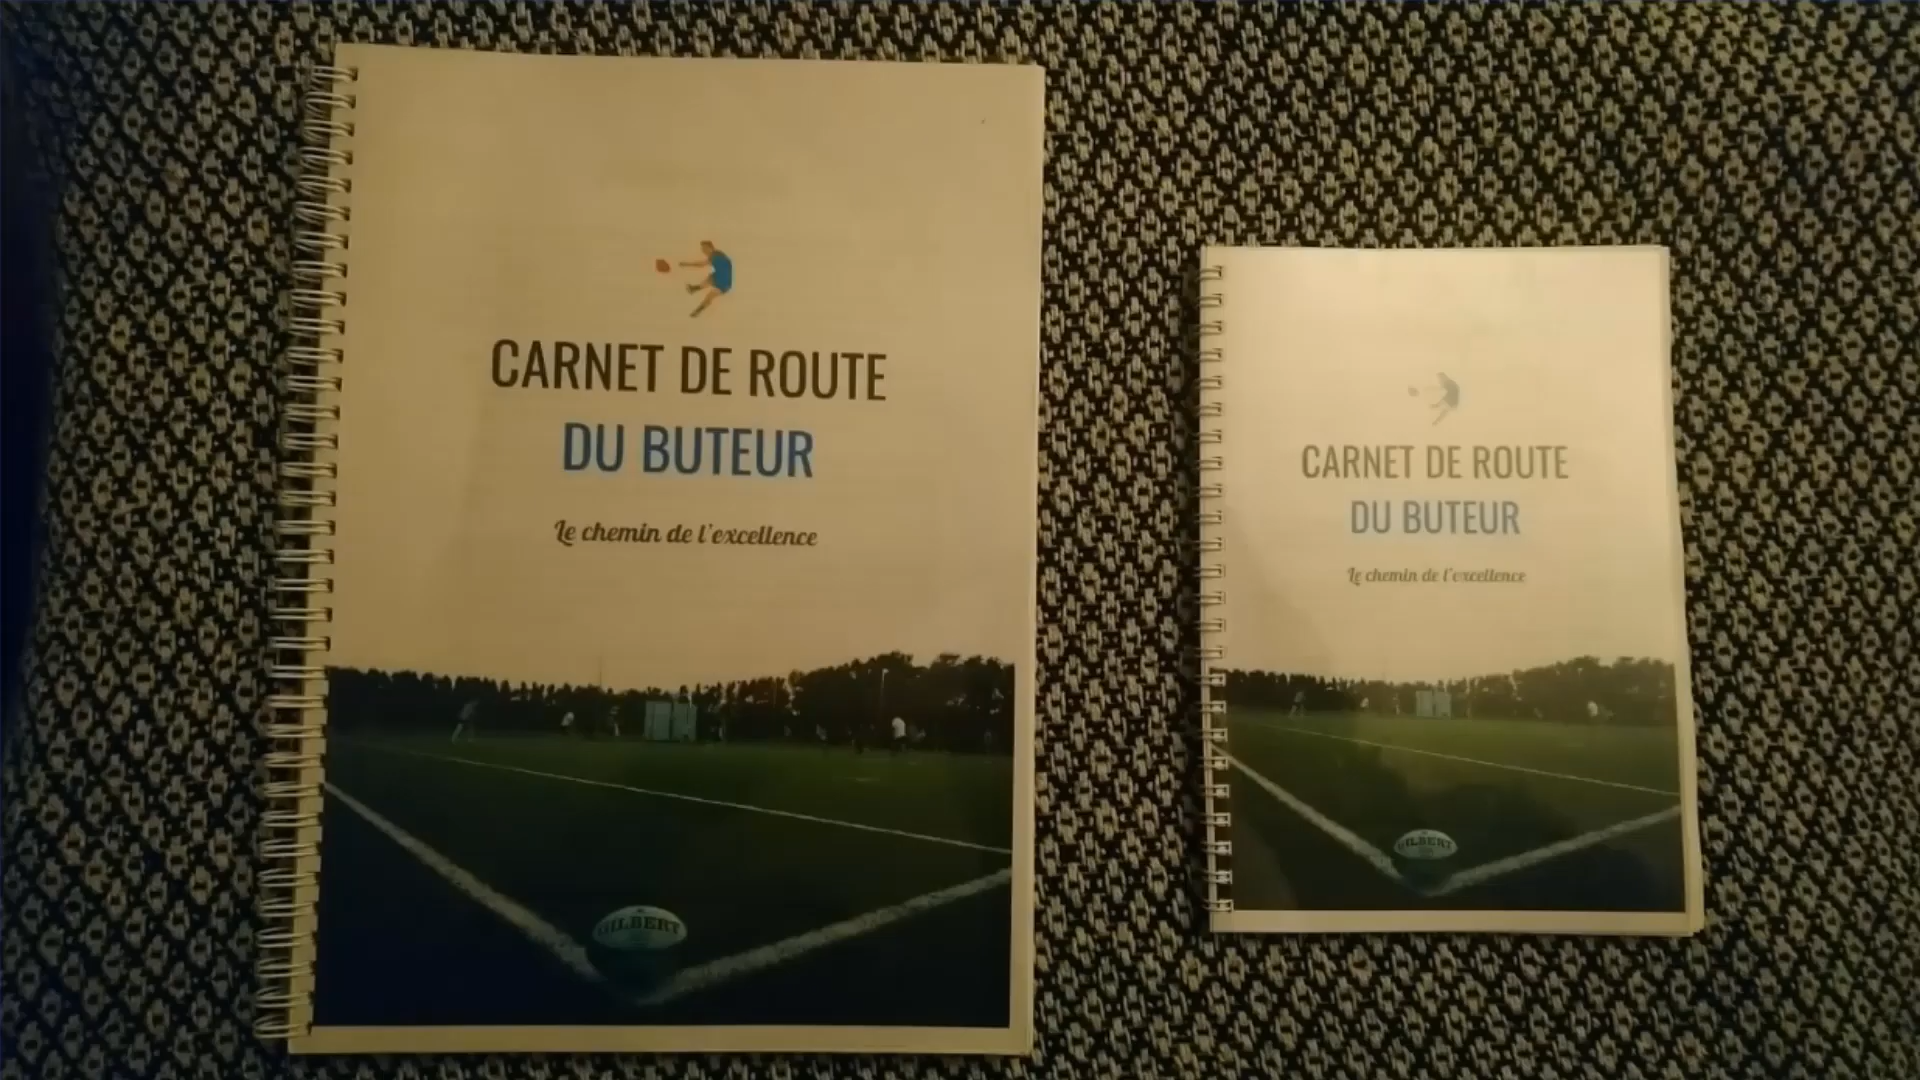 CARNET DE ROUTE
DU BUTEUR
Le chemin de l'excellence
GILBERT
CARNET DE ROUTE
DU BUTEUR
Le chemin de l'excellence
GILBERT